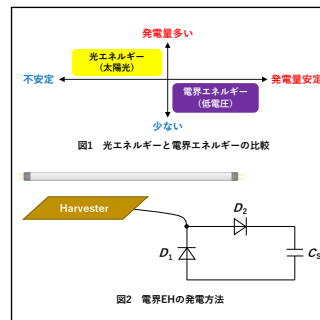 発電量多い
光エネルギー
(太陽光)
不安定
発電量安定
電界エネルギー
(低電圧)
少ない
図1 光エネルギーと電界エネルギーの比較
Harvester
D2
D1
CS
図2 電界EHの発電方法